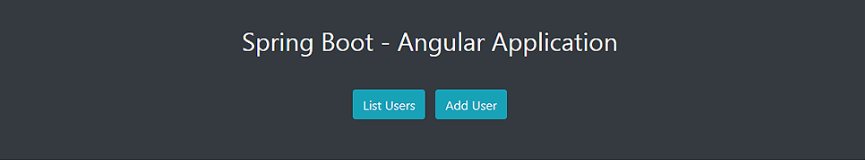 Spring Boot - Angular Application
List Users Add User